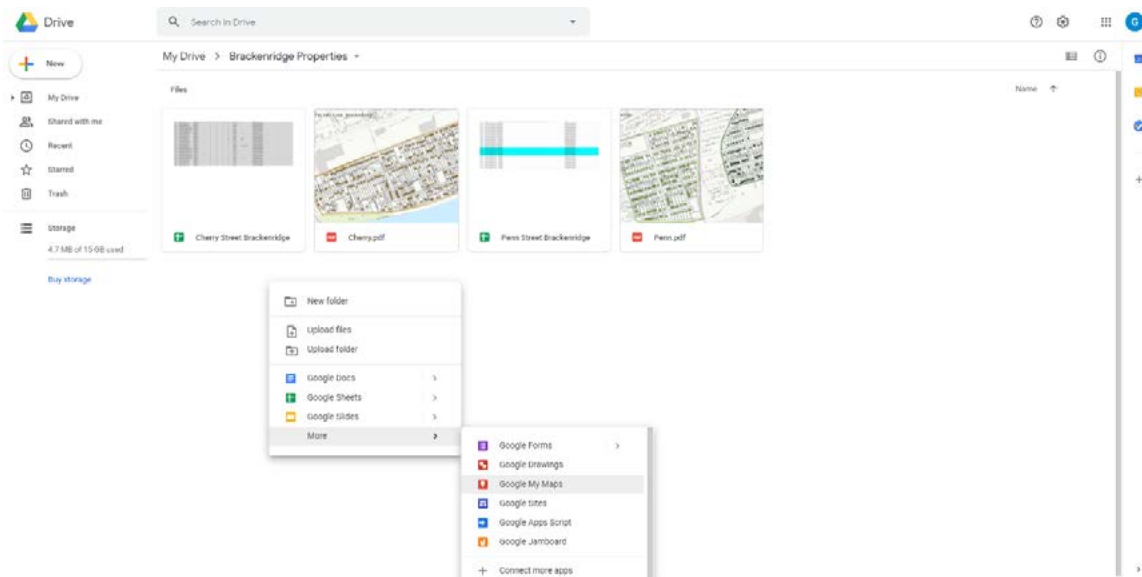 Drive
Search in Drive
G
New
My Drive > Brackenridge Properties
My Drive
Shared with me
Recent
Starred
Trash
Storage
4.7 MB of 15 GB used
Buy storage
Files
Name
Cherry Street Brackenridge
Cherry.pdf
Penn Street Brackenridge
Penn.pdf
New folder
Upload files
Upload folder
Google Docs
Google Sheets
Google Slides
More
Google Forms
Google Drawings
Google My Maps
Google Sites
Google Apps Script
Google Jamboard
Connect more apps